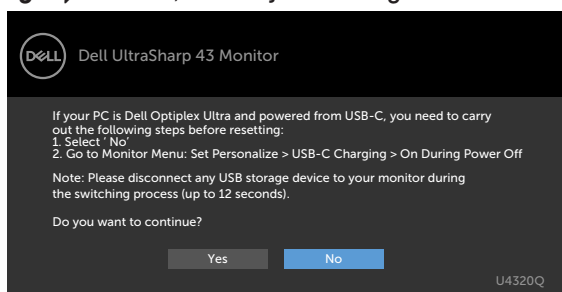 DELL Dell UltraSharp 43 Monitor
If your PC is Dell Optiplex Ultra and powered from USB-C, you need to carry
out the following steps before resetting:
1. Select ‘ No’
2. Go to Monitor Menu: Set Personalize > USB-C Charging > On During Power Off
Note: Please disconnect any USB storage device to your monitor during
the switching process (up to 12 seconds).
Do you want to continue?
Yes No
U4320Q